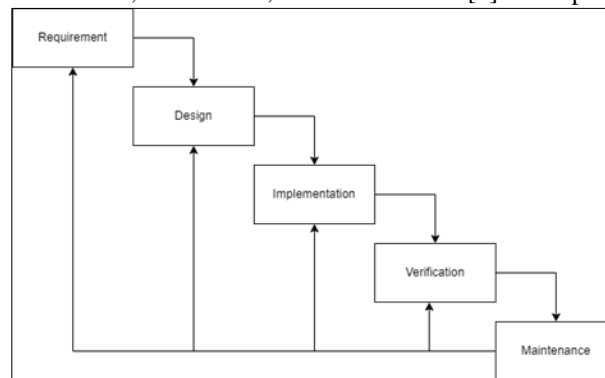 Requirement
Design
Implementation
Verification
Maintenance